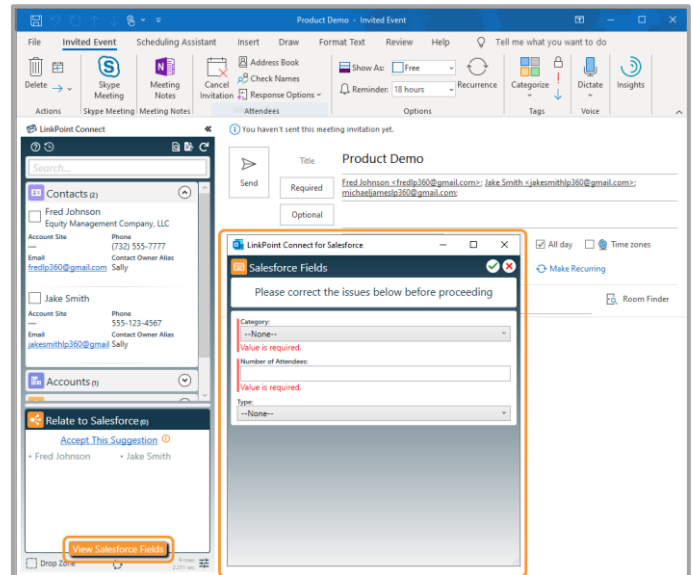 Product Demo - Invited Event
File Invited Event Scheduling Assistant Insert Draw Format Text Review Help Tell me what you want to do
Delete
Skype Meeting
Meeting Notes
Cancel Invitation
Address Book
Check Names
Response Options
Show As: Free
Reminder: 18 hours
Recurrence
Categorize
Dictate
Insights
Actions Skype Meeting Meeting Notes Attendees Options Tags Voice
LinkPoint Connect
You haven't sent this meeting invitation yet.
Search...
Send
Title Product Demo
Required Fred Johnson <fredlp360@gmail.com>; Jake Smith <jakesmithlp360@gmail.com>;
michaeljameslp360@gmail.com;
Optional
Contacts (2)
Fred Johnson
Equity Management Company, LLC
Account Site Phone
— (732) 555-7777
Email Contact Owner Alias
fredlp360@gmail.com Sally
Jake Smith
Account Site Phone
— 555-123-4567
Email Contact Owner Alias
jakesmithlp360@gmail Sally
Accounts (1)
Relate to Salesforce (0)
Accept This Suggestion
• Fred Johnson • Jake Smith
View Salesforce Fields
Drop Zone
LinkPoint Connect for Salesforce
Salesforce Fields
Please correct the issues below before proceeding
Category:
--None--
Value is required.
Number of Attendees:
Value is required.
Type:
--None--
All day Time zones
Make Recurring
Room Finder